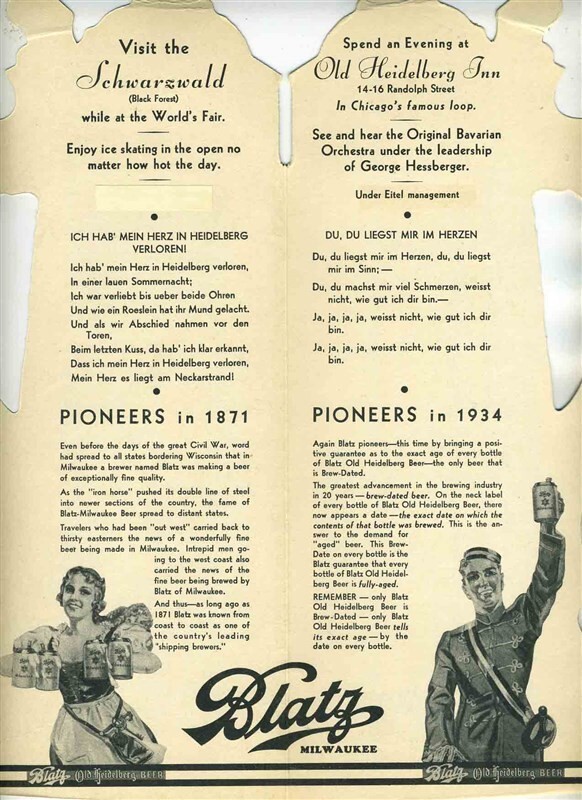 Visit the
Schwarzwald
(Black Forest)
while at the World's Fair.
Enjoy ice skating in the open no
matter how hot the day.
ICH HAB' MEIN HERZ IN HEIDELBERG
VERLOREN!
Ich hab' mein Herz in Heidelberg verloren,
In einer lauen Sommernacht;
Ich war verliebt bis ueber beide Ohren
Und wie ein Roeslein hat ihr Mund gelacht.
Und als wir Abschied nahmen vor den
Toren,
Beim letzten Kuss, da hab' ich klar erkannt,
Dass ich mein Herz in Heidelberg verloren,
Mein Herz es liegt am Neckarstrand!
PIONEERS in 1871
Even before the days of the great Civil War, word
had spread to all states bordering Wisconsin that in
Milwaukee a brewer named Blatz was making a beer
of exceptionally fine quality.
As the "iron horse" pushed its double line of steel
into newer sections of the country, the fame of
Blatz-Milwaukee Beer spread to distant states.
Travelers who had been "out west" carried back to
thirsty easterners the news of a wonderfully fine
beer being made in Milwaukee. Intrepid men go-
ing to the west coast also
carried the news of the
fine beer being brewed by
Blatz of Milwaukee.
And thus—as long ago as
1871 Blatz was known from
coast to coast as one of
the country's leading
"shipping brewers."
Spend an Evening at
Old Heidelberg Inn
14-16 Randolph Street
In Chicago's famous loop.
See and hear the Original Bavarian
Orchestra under the leadership
of George Hessberger.
Under Eitel management
DU, DU LIEGST MIR IM HERZEN
Du, du liegst mir im Herzen, du, du liegst
mir im Sinn;—
Du, du machst mir viel Schmerzen, weisst
nicht, wie gut ich dir bin.—
Ja, ja, ja, ja, weisst nicht, wie gut ich dir
bin.
Ja, ja, ja, ja, weisst nicht, wie gut ich dir
bin.
PIONEERS in 1934
Again Blatz pioneers—this time by bringing a posi-
tive guarantee as to the exact age of every bottle
of Blatz Old Heidelberg Beer—the only beer that
is Brew-Dated.
The greatest advancement in the brewing industry
in 20 years—brew-dated beer. On the neck label
of every bottle of Blatz Old Heidelberg Beer, there
now appears a date—the exact date on which the
contents of that bottle was brewed. This is the an-
swer to the demand for
"aged" beer. This Brew-
Date on every bottle is the
Blatz guarantee that every
bottle of Blatz Old Heidel-
berg Beer is fully-aged.
REMEMBER — only Blatz
Old Heidelberg Beer is
Brew-Dated — only Blatz
Old Heidelberg Beer tells
its exact age — by the
date on every bottle.
Blatz
MILWAUKEE
Blatz Old Heidelberg BEER
Blatz Old Heidelberg BEER